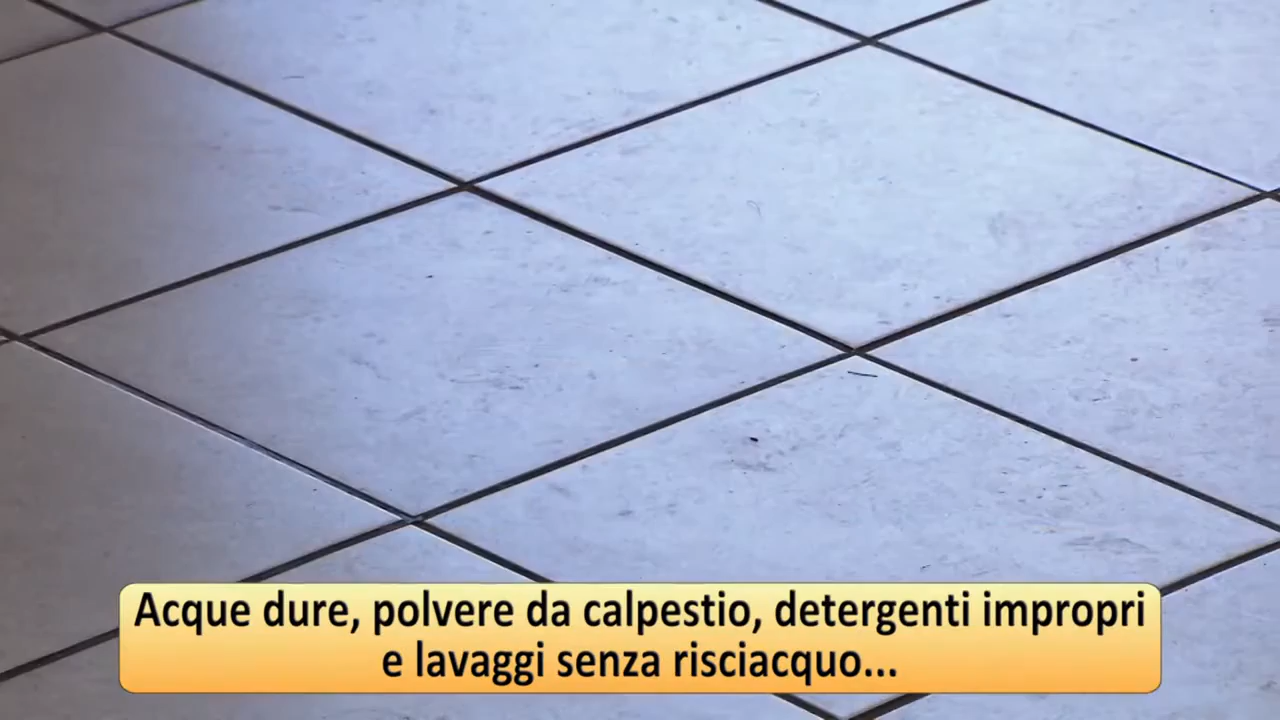 Acque dure, polvere da calpestio, detergenti impropri
e lavaggi senza risciacquo...